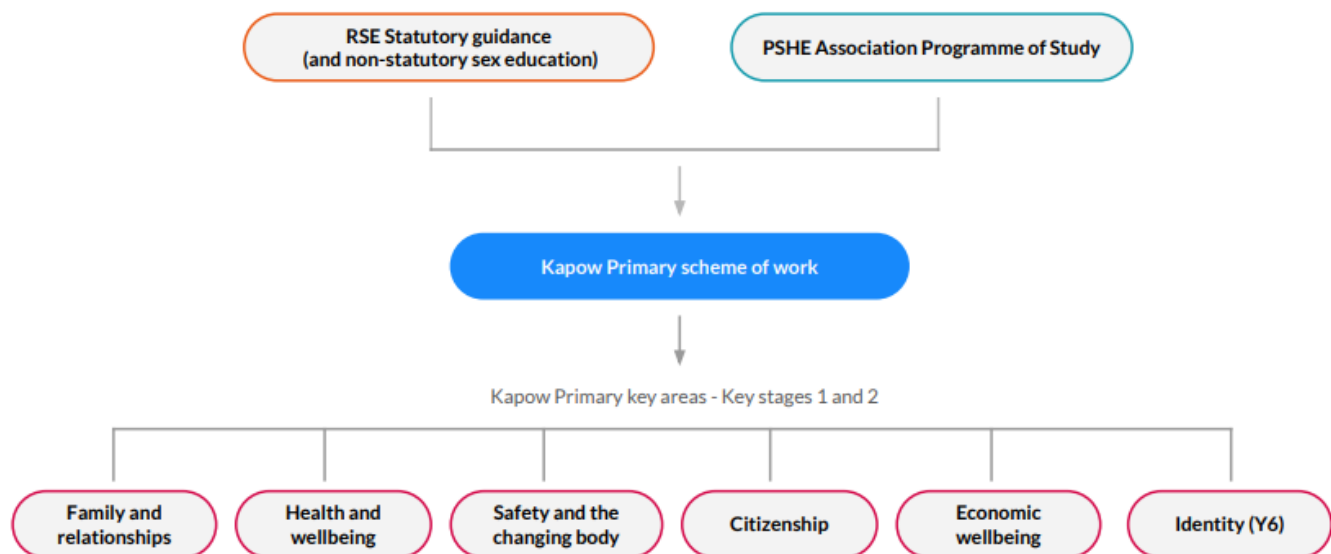 RSE Statutory guidance
(and non-statutory sex education)
PSHE Association Programme of Study
Kapow Primary scheme of work
Kapow Primary key areas - Key stages 1 and 2
Family and
relationships
Health and
wellbeing
Safety and the
changing body
Citizenship
Economic
wellbeing
Identity (Y6)